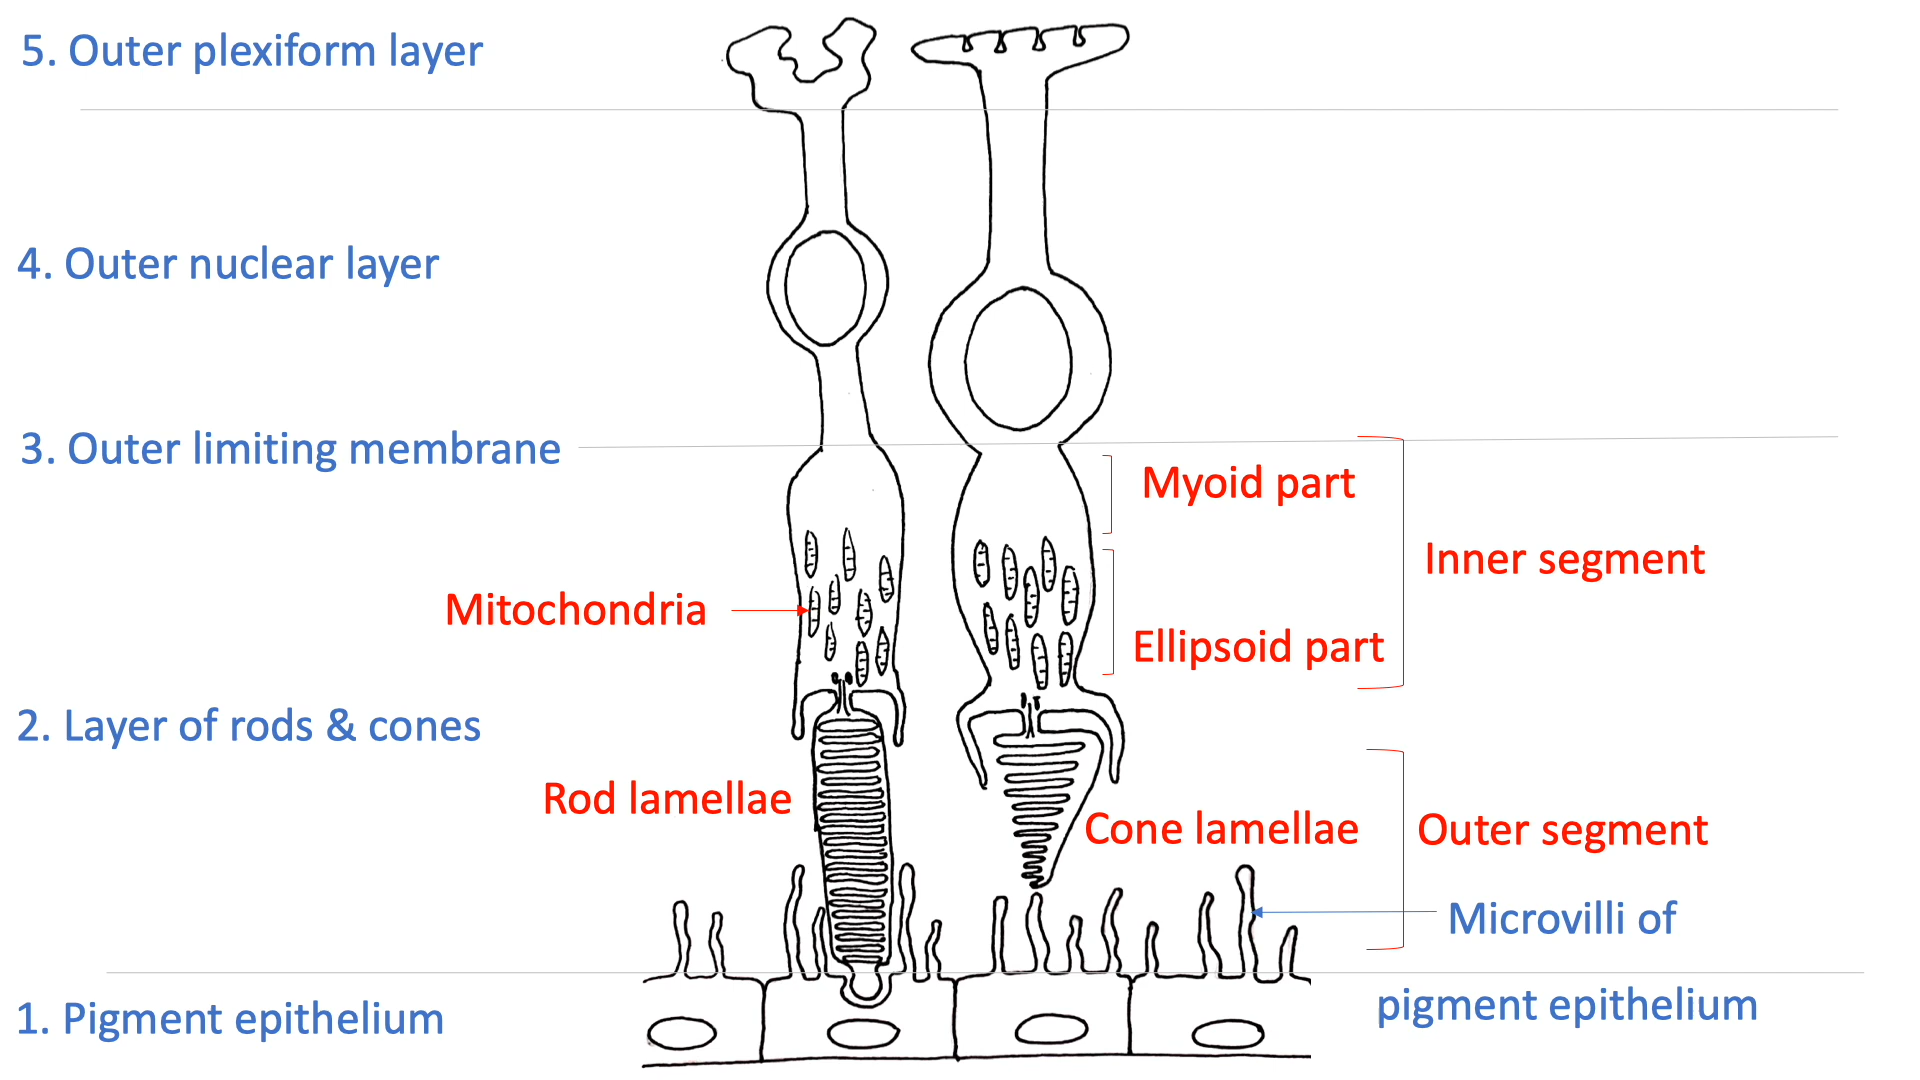 5. Outer plexiform layer
4. Outer nuclear layer
3. Outer limiting membrane
Myoid part
Inner segment
Mitochondria
Ellipsoid part
2. Layer of rods & cones
Rod lamellae
Cone lamellae
Outer segment
Microvilli of
pigment epithelium
1. Pigment epithelium